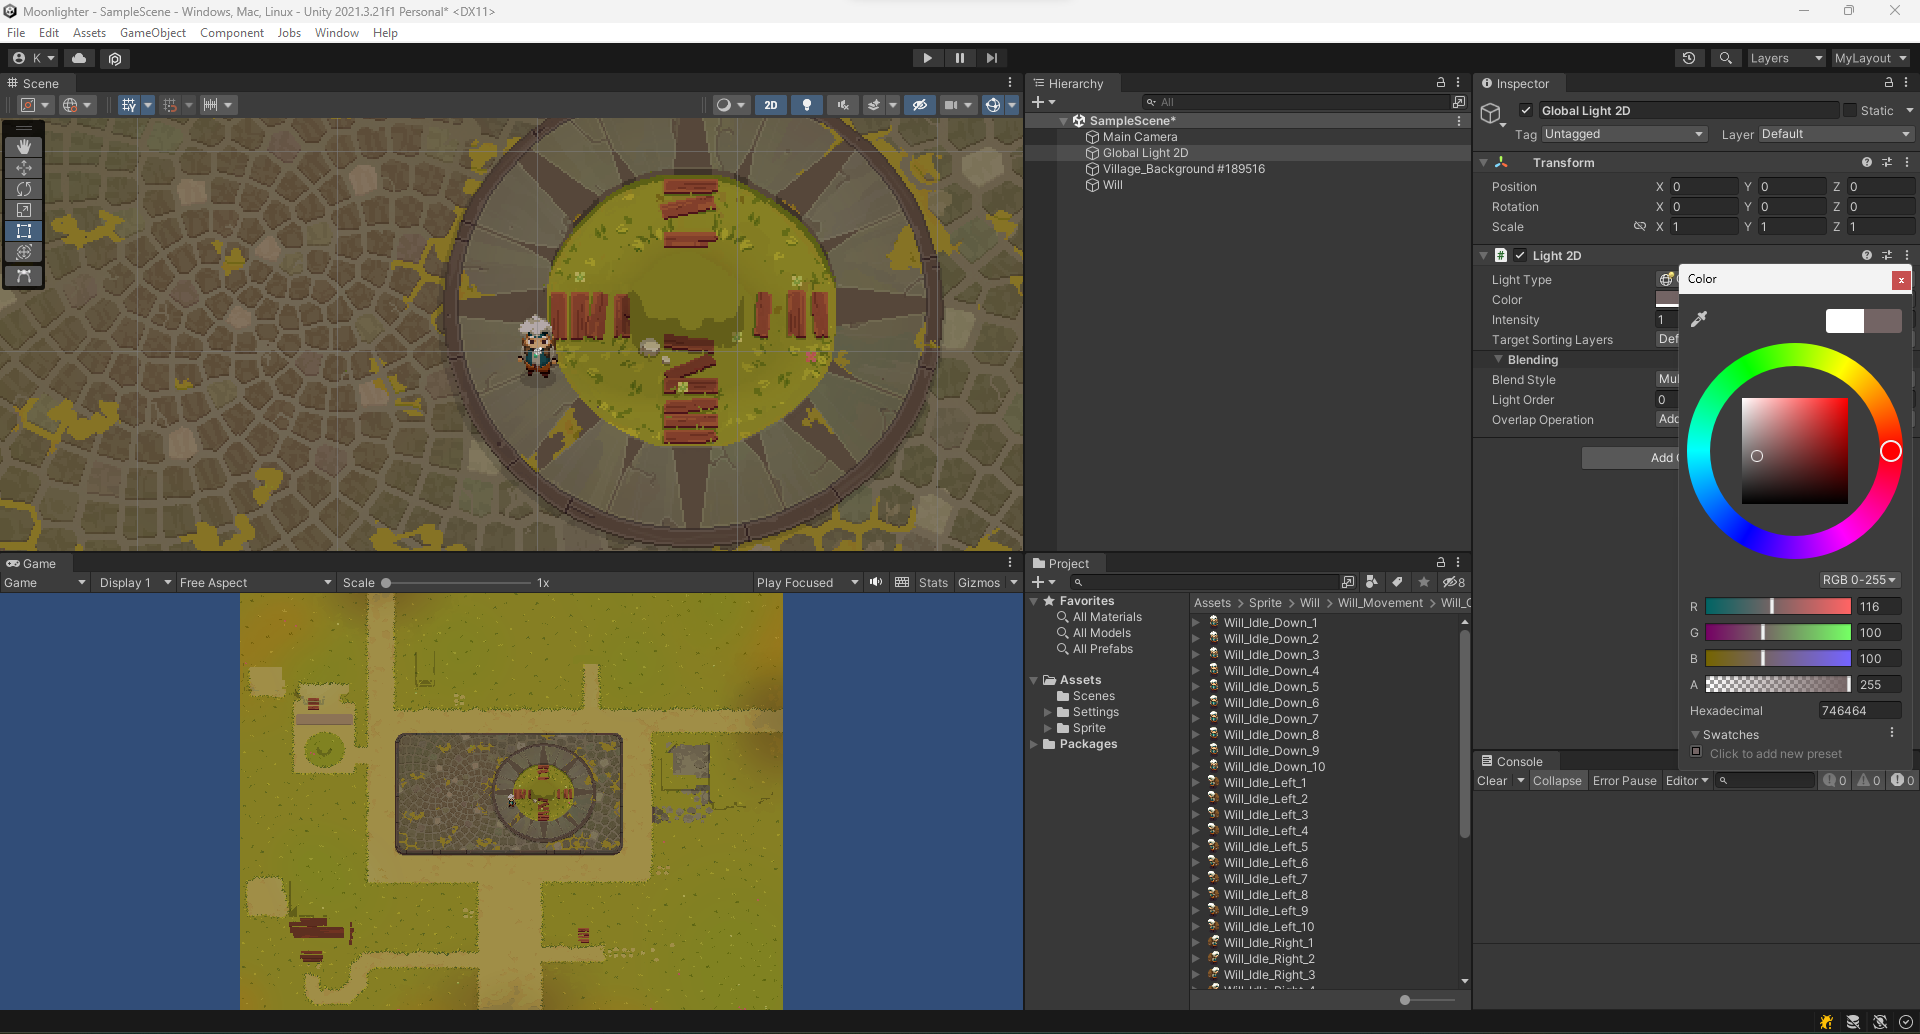 Moonlighter - SampleScene - Windows, Mac, Linux - Unity 2021.3.21f1 Personal* <DX11>
File Edit Assets GameObject Component Jobs Window Help
K
Layers MyLayout
Scene
2D
Hierarchy
All
SampleScene*
Main Camera
Global Light 2D
Village_Background #189516
Will
Inspector
Global Light 2D Static
Tag Untagged Layer Default
Transform
Position X 0 Y 0 Z 0
Rotation X 0 Y 0 Z 0
Scale X 1 Y 1 Z 1
Light 2D
Light Type
Color
Intensity 1
Target Sorting Layers Def
Blending
Blend Style Mul
Light Order 0
Overlap Operation Add
Add
Color
x
RGB 0-255
R 116
G 100
B 100
A 255
Hexadecimal 746464
Swatches
Click to add new preset
Game
Game Display 1 Free Aspect Scale 1x Play Focused Stats Gizmos
Project
8
Favorites
All Materials
All Models
All Prefabs
Assets
Scenes
Settings
Sprite
Packages
Assets > Sprite > Will > Will_Movement > Will_
Will_Idle_Down_1
Will_Idle_Down_2
Will_Idle_Down_3
Will_Idle_Down_4
Will_Idle_Down_5
Will_Idle_Down_6
Will_Idle_Down_7
Will_Idle_Down_8
Will_Idle_Down_9
Will_Idle_Down_10
Will_Idle_Left_1
Will_Idle_Left_2
Will_Idle_Left_3
Will_Idle_Left_4
Will_Idle_Left_5
Will_Idle_Left_6
Will_Idle_Left_7
Will_Idle_Left_8
Will_Idle_Left_9
Will_Idle_Left_10
Will_Idle_Right_1
Will_Idle_Right_2
Will_Idle_Right_3
Console
Clear Collapse Error Pause Editor 0 0 0